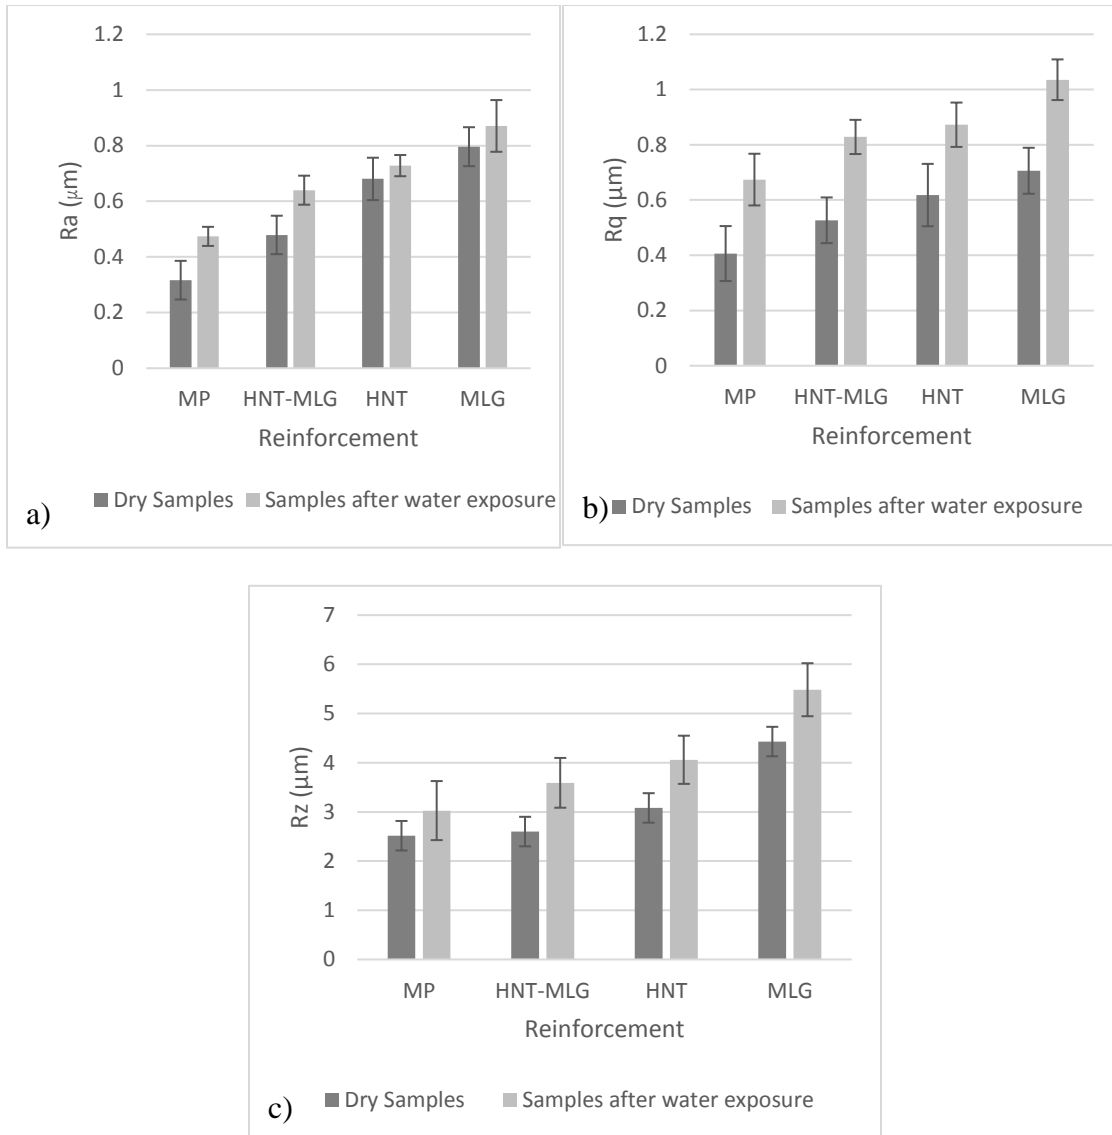 1.2
1
0.8
0.6
0.4
0.2
0
Ra (μm)
MP HNT-MLG HNT MLG
Reinforcement
Dry Samples Samples after water exposure
a)
1.2
1
0.8
0.6
0.4
0.2
0
Rq (μm)
MP HNT-MLG HNT MLG
Reinforcement
Dry Samples Samples after water exposure
b)
7
6
5
4
3
2
1
0
Rz (μm)
MP HNT-MLG HNT MLG
Reinforcement
Dry Samples Samples after water exposure
c)